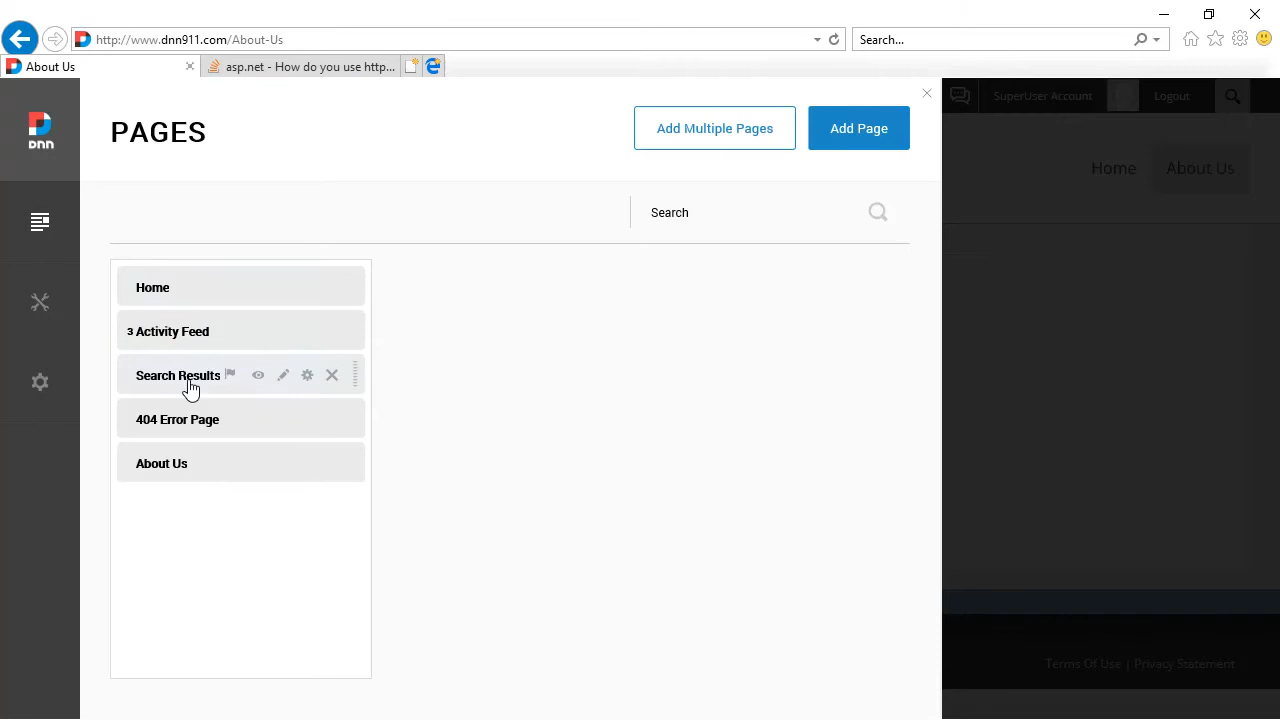 http://www.dnn911.com/About-Us
Search...
About Us
asp.net - How do you use http...
SuperUser Account
Logout
DNN
PAGES
Add Multiple Pages
Add Page
Home
About Us
Search
Home
3 Activity Feed
Search Results
404 Error Page
About Us
Terms Of Use | Privacy Statement